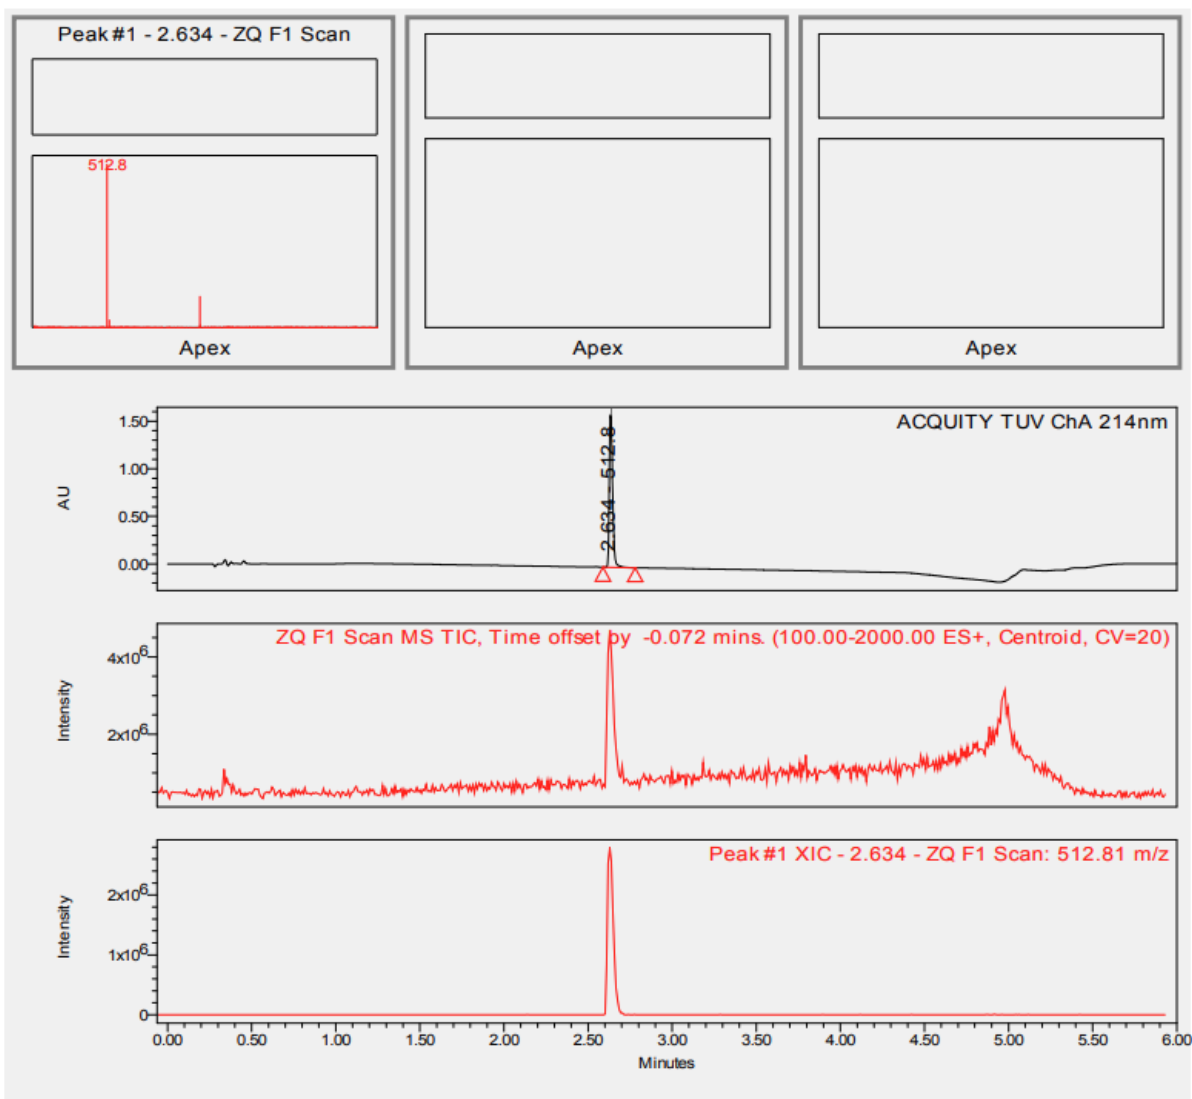 Peak #1 - 2.634 - ZQ F1 Scan
512.8
Apex
Apex
Apex
ACQUITY TUV ChA 214nm
AU
1.50
1.00
0.50
0.00
2.634 512.8
ZQ F1 Scan MS TIC, Time offset by -0.072 mins. (100.00-2000.00 ES+, Centroid, CV=20)
Intensity
4x10⁶
2x10⁶
Peak #1 XIC - 2.634 - ZQ F1 Scan: 512.81 m/z
Intensity
2x10⁶
1x10⁶
0
0.00 0.50 1.00 1.50 2.00 2.50 3.00 3.50 4.00 4.50 5.00 5.50 6.00
Minutes